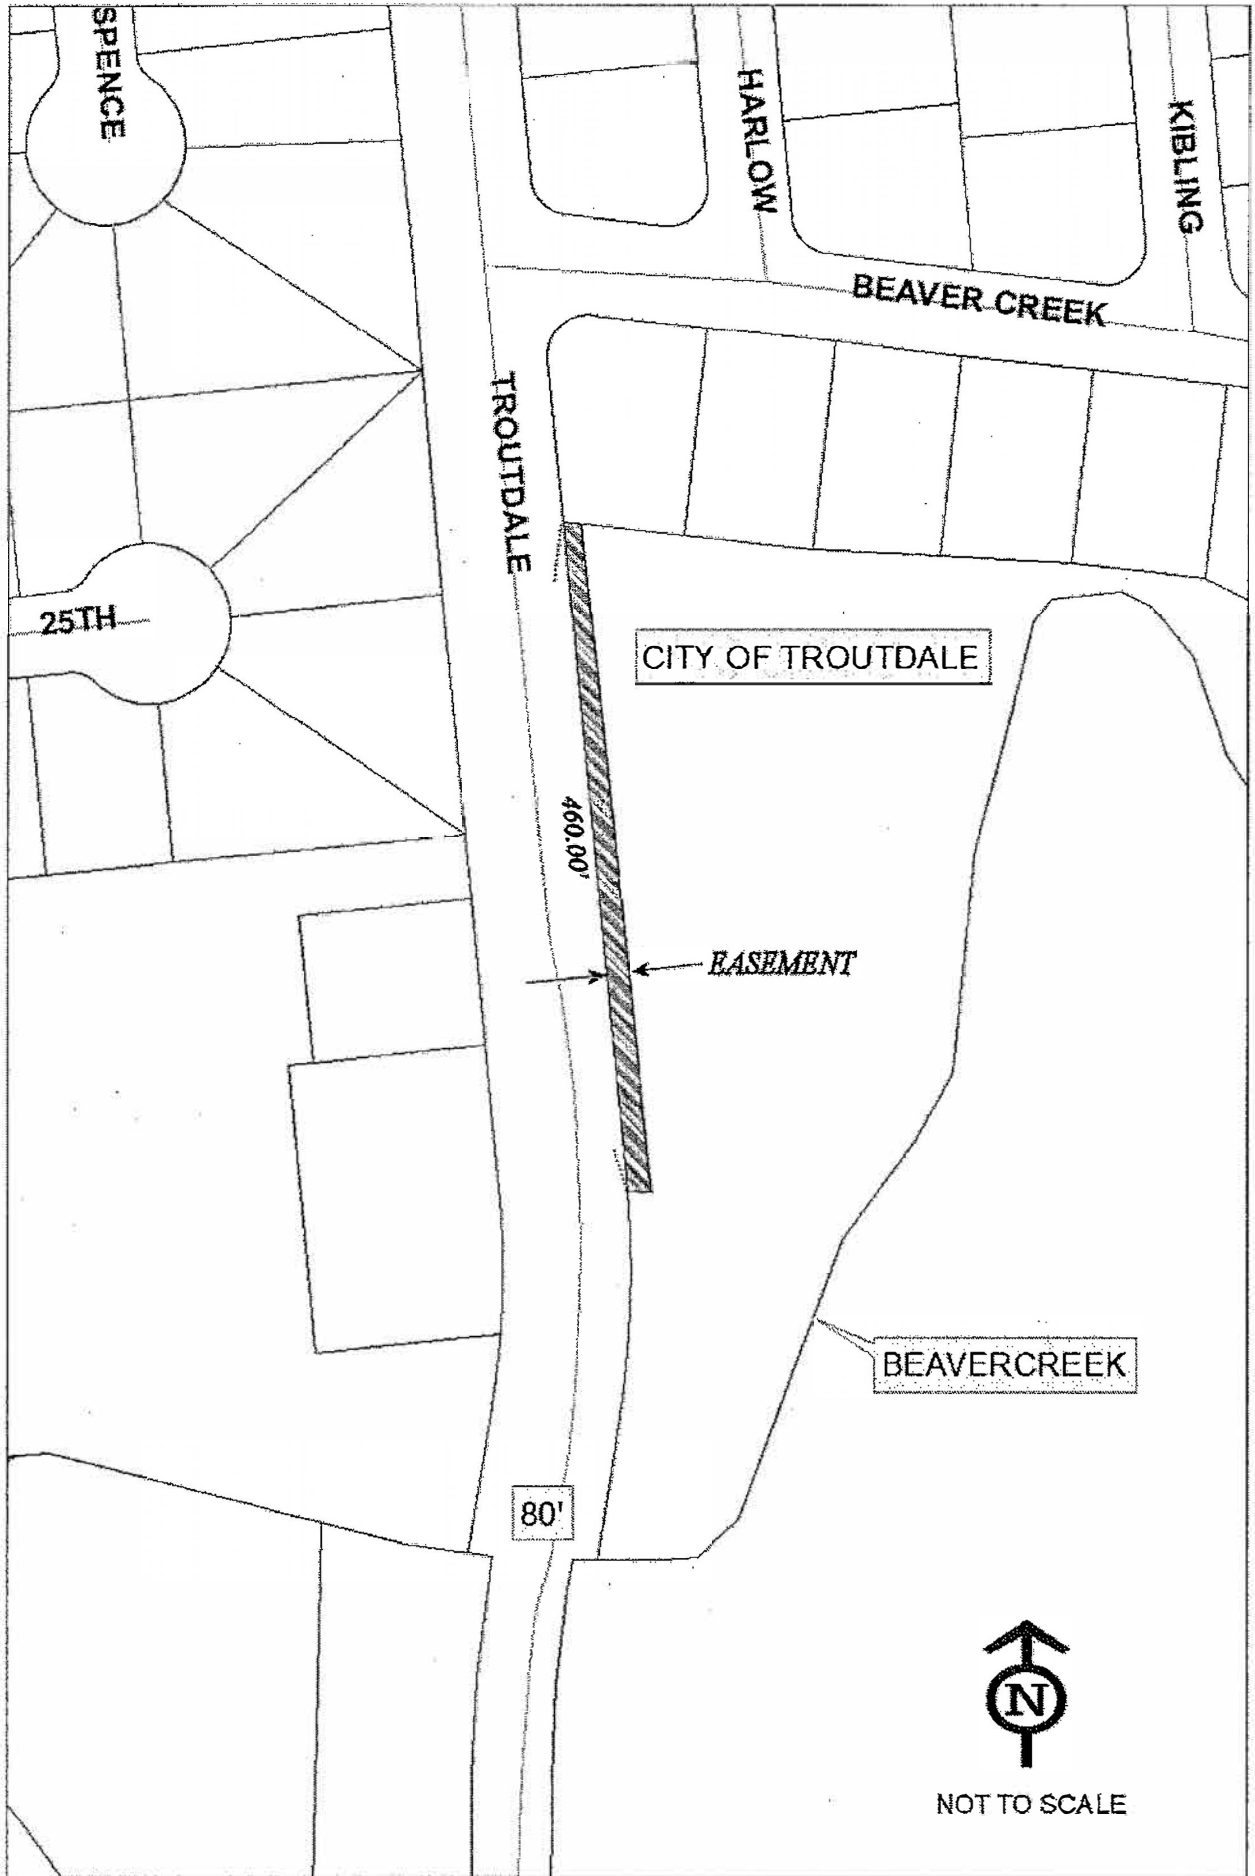 SPENCE
HARLOW
KIBLING
BEAVER CREEK
TROUTDALE
25TH
CITY OF TROUTDALE
460.00'
EASEMENT
BEAVERCREEK
80'
N
NOT TO SCALE